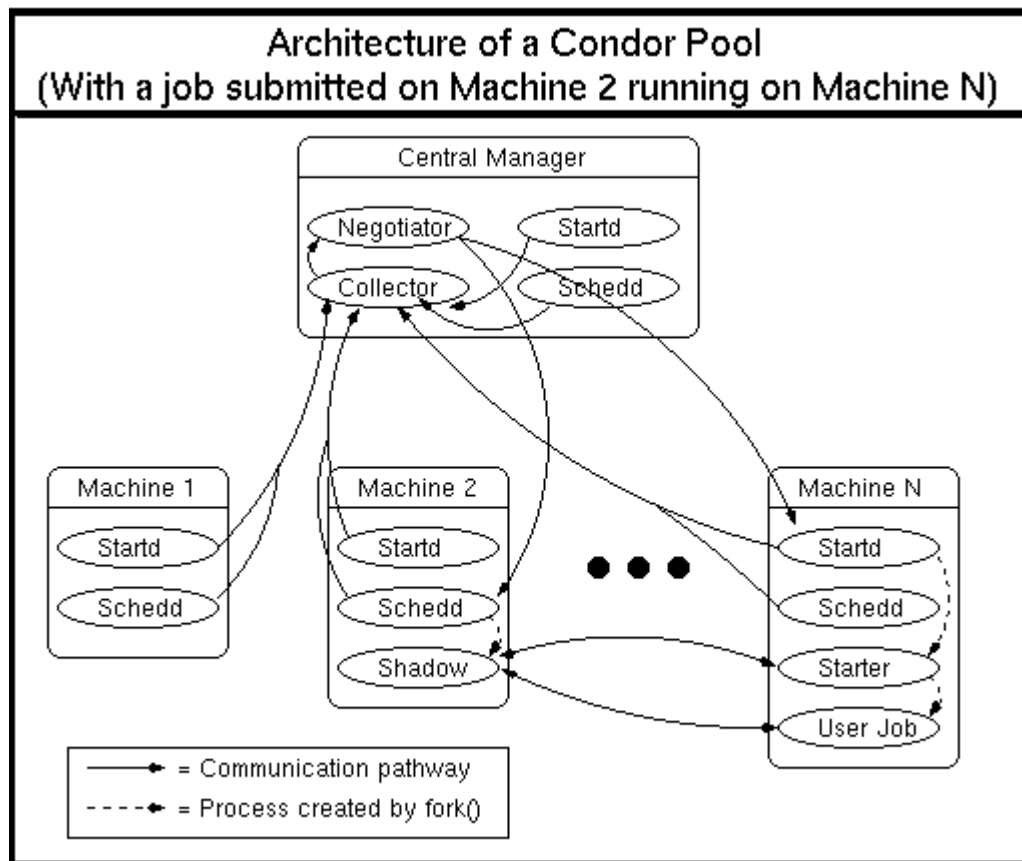 Architecture of a Condor Pool
(With a job submitted on Machine 2 running on Machine N)
Central Manager
Negotiator
Startd
Collector
Schedd
Machine 1
Startd
Schedd
Machine 2
Startd
Schedd
Shadow
Machine N
Startd
Schedd
Starter
User Job
= Communication pathway
= Process created by fork()